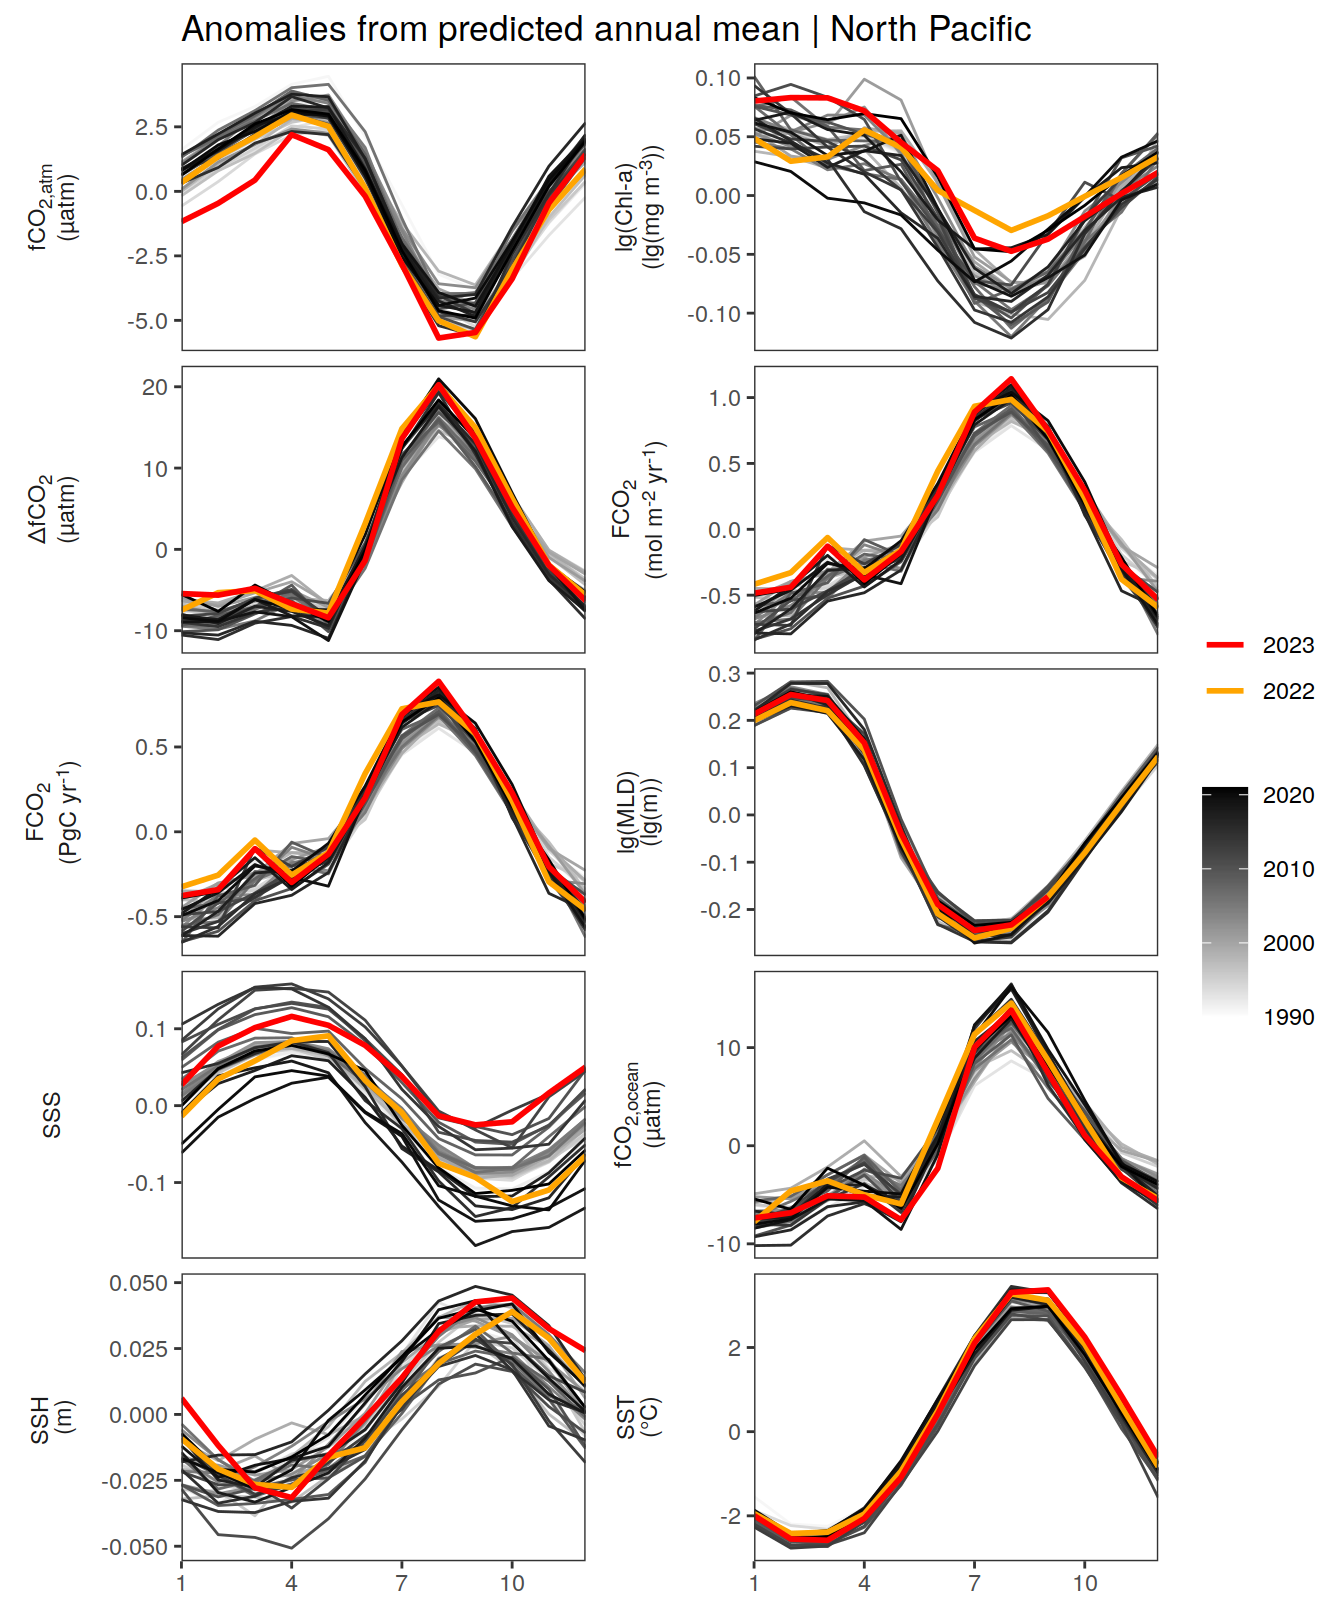 Anomalies from predicted annual mean | North Pacific
fCO2,atm
(µatm)
2.5
0.0
-2.5
-5.0
lg(Chl-a)
(lg(mg m-3))
0.10
0.05
0.00
-0.05
-0.10
ΔfCO2
(µatm)
20
10
0
-10
FCO2
(mol m-2 yr-1)
1.0
0.5
0.0
-0.5
FCO2
(PgC yr-1)
0.5
0.0
-0.5
lg(MLD)
(lg(m))
0.3
0.2
0.1
0.0
-0.1
-0.2
SSS
0.1
0.0
-0.1
fCO2,ocean
(µatm)
10
0
-10
SSH
(m)
0.050
0.025
0.000
-0.025
-0.050
1 4 7 10
SST
(°C)
2
0
-2
1 4 7 10
2023
2022
2020
2010
2000
1990